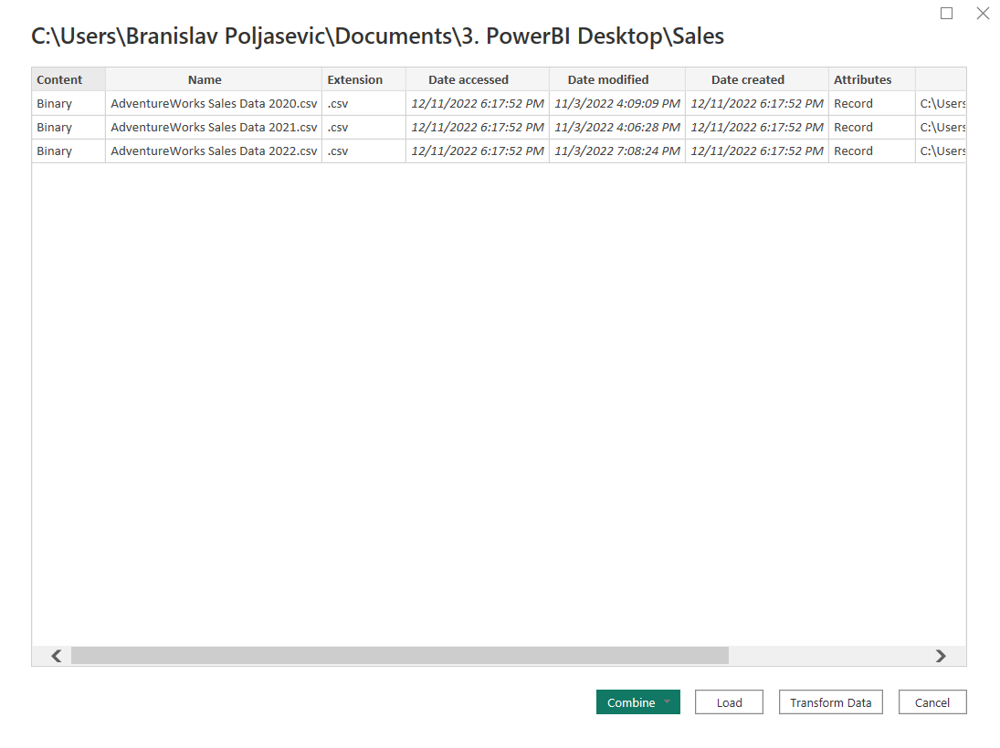 C:\Users\Branislav Poljasevic\Documents\3. PowerBI Desktop\Sales
Content Name Extension Date accessed Date modified Date created Attributes
Binary AdventureWorks Sales Data 2020.csv .csv 12/11/2022 6:17:52 PM 11/3/2022 4:09:09 PM 12/11/2022 6:17:52 PM Record C:\Users
Binary AdventureWorks Sales Data 2021.csv .csv 12/11/2022 6:17:52 PM 11/3/2022 4:06:28 PM 12/11/2022 6:17:52 PM Record C:\Users
Binary AdventureWorks Sales Data 2022.csv .csv 12/11/2022 6:17:52 PM 11/3/2022 7:08:24 PM 12/11/2022 6:17:52 PM Record C:\Users
Combine Load Transform Data Cancel